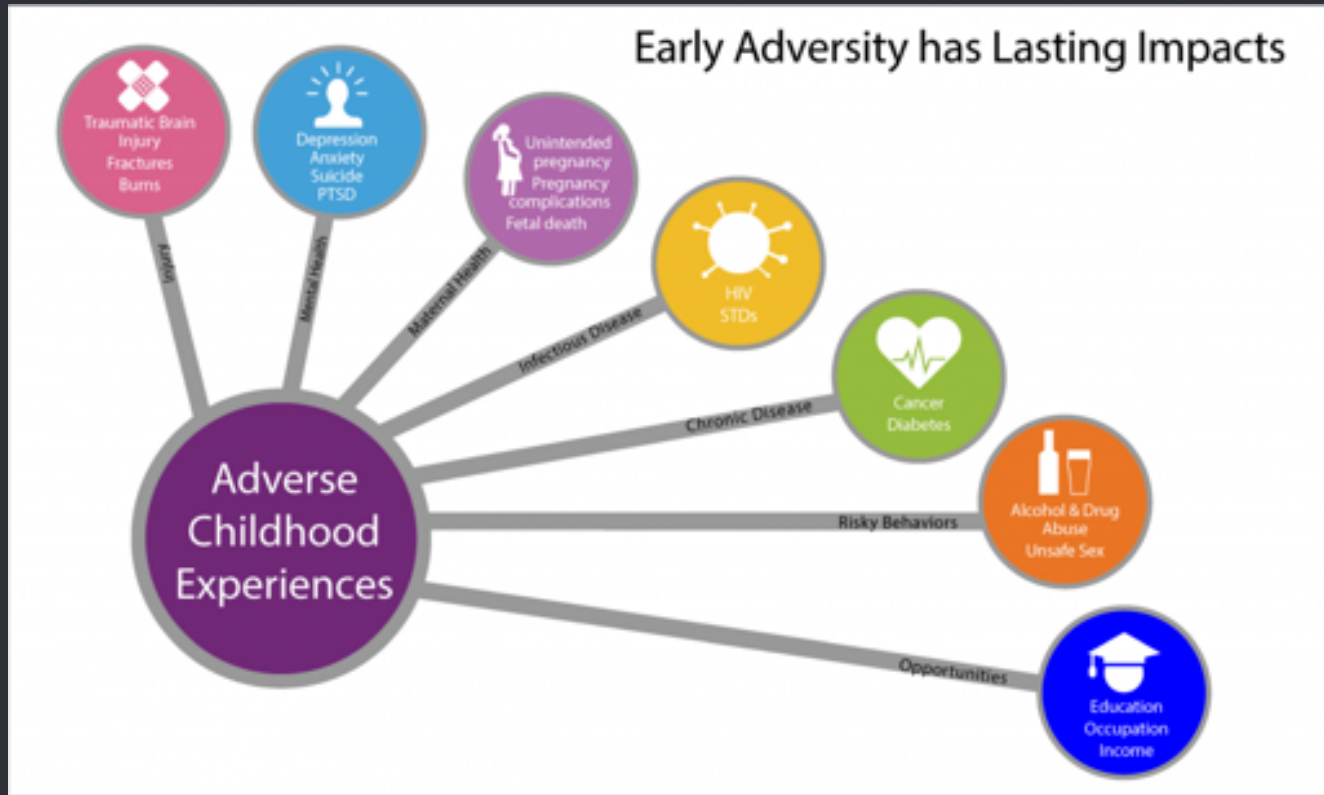 Early Adversity has Lasting Impacts
Traumatic Brain
Injury
Fractures
Burns
Depression
Anxiety
Suicide
PTSD
Unintended
pregnancy
Pregnancy
complications
Fetal death
HIV
STDs
Cancer
Diabetes
Alcohol & Drug
Abuse
Unsafe Sex
Education
Occupation
Income
Injury
Mental Health
Maternal Health
Infectious Disease
Chronic Disease
Risky Behaviors
Opportunities
Adverse
Childhood
Experiences